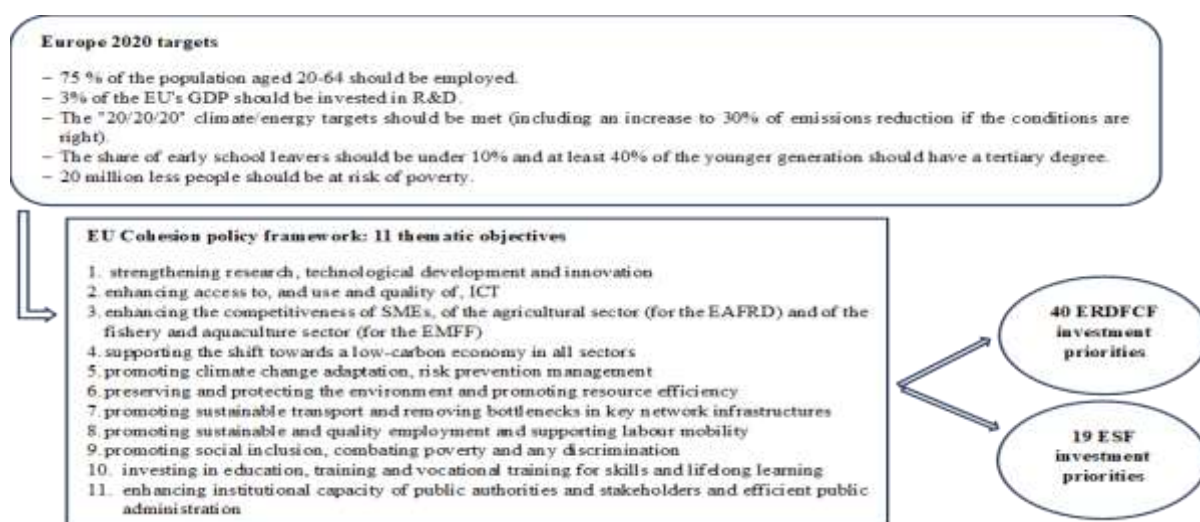 Europe 2020 targets
– 75 % of the population aged 20-64 should be employed.
– 3% of the EU's GDP should be invested in R&D.
– The "20/20/20" climate/energy targets should be met (including an increase to 30% of emissions reduction if the conditions are
right).
– The share of early school leavers should be under 10% and at least 40% of the younger generation should have a tertiary degree.
– 20 million less people should be at risk of poverty.
EU Cohesion policy framework: 11 thematic objectives
1. strengthening research, technological development and innovation
2. enhancing access to, and use and quality of, ICT
3. enhancing the competitiveness of SMEs, of the agricultural sector (for the EAFRD) and of the
fishery and aquaculture sector (for the EMFF)
4. supporting the shift towards a low-carbon economy in all sectors
5. promoting climate change adaptation, risk prevention management
6. preserving and protecting the environment and promoting resource efficiency
7. promoting sustainable transport and removing bottlenecks in key network infrastructures
8. promoting sustainable and quality employment and supporting labour mobility
9. promoting social inclusion, combating poverty and any discrimination
10. investing in education, training and vocational training for skills and lifelong learning
11. enhancing institutional capacity of public authorities and stakeholders and efficient public
administration
40 ERDFCF
investment
priorities
19 ESF
investment
priorities